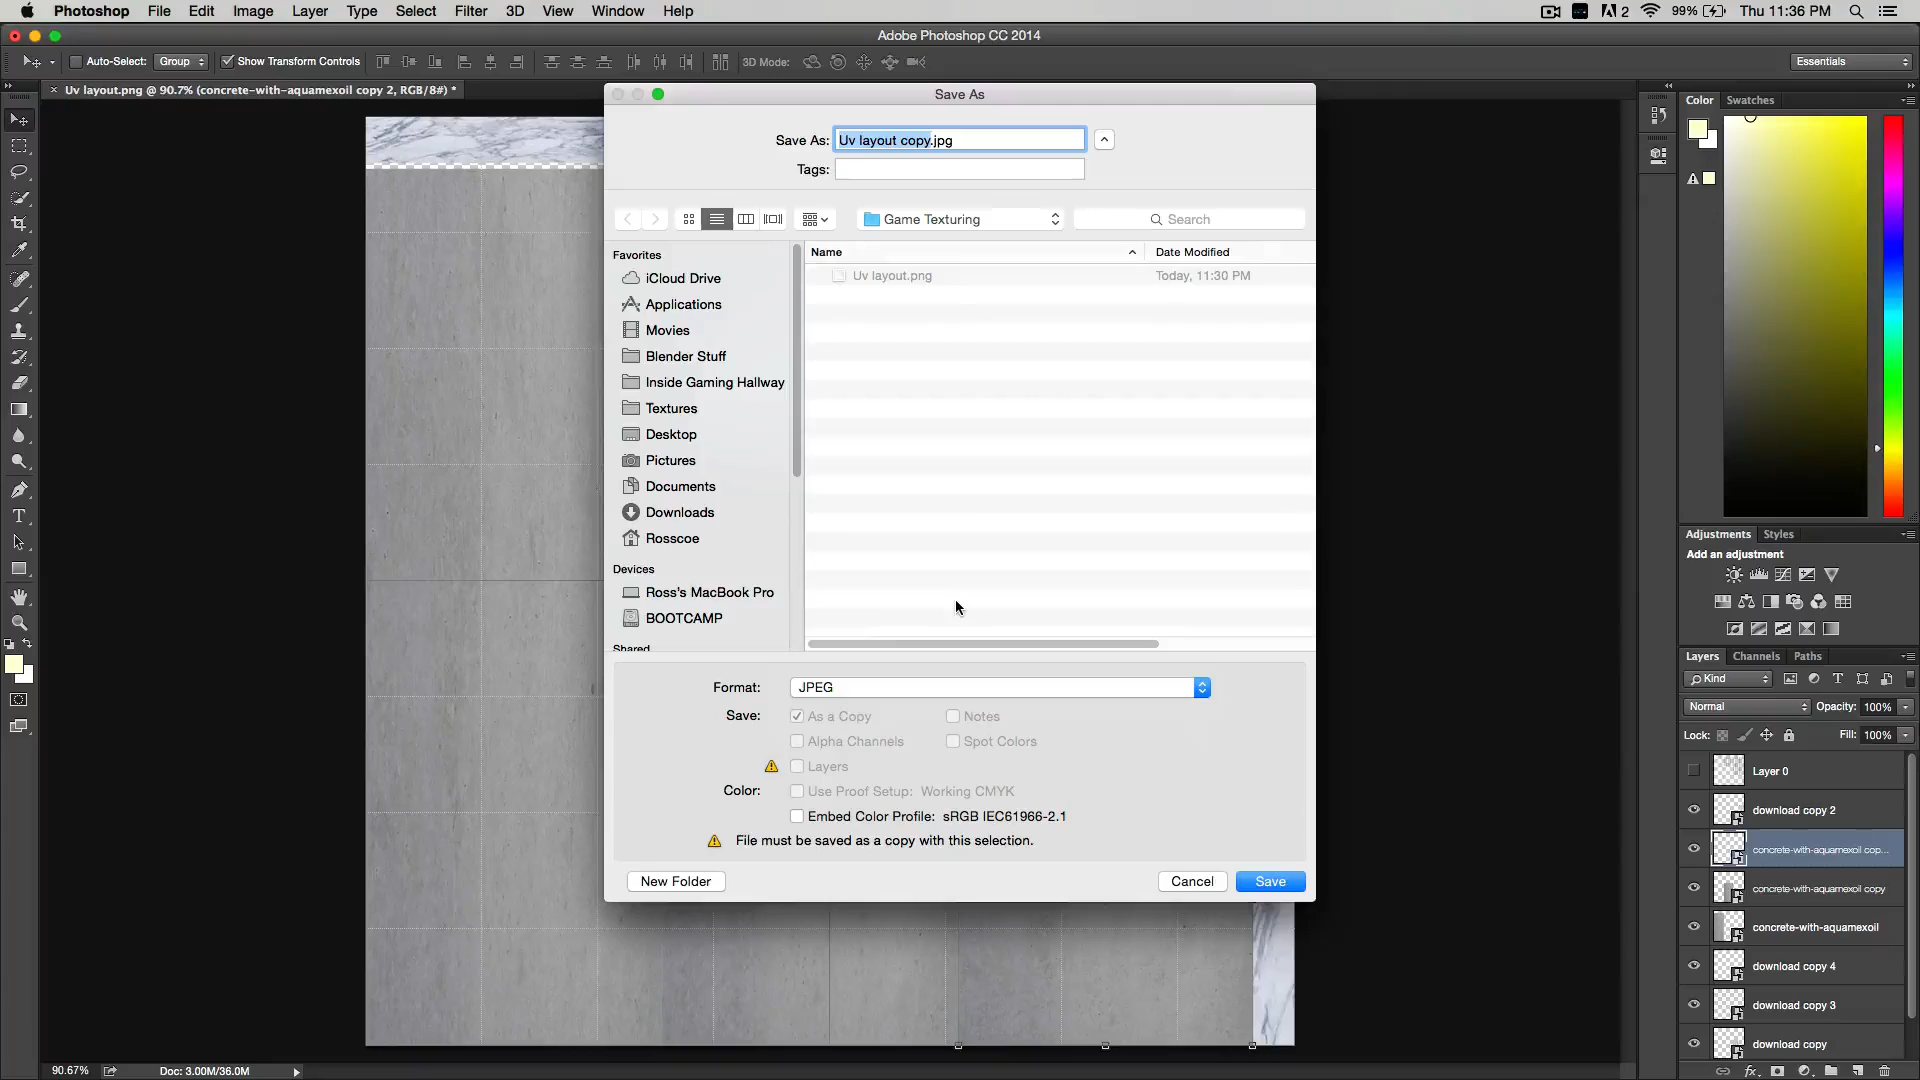 Photoshop File Edit Image Layer Type Select Filter 3D View Window Help 2 99% Thu 11:36 PM
Adobe Photoshop CC 2014
Auto-Select: Group Show Transform Controls 3D Mode: Essentials
× Uv layout.png @ 90.7% (concrete-with-aquamexoil copy 2, RGB/8#) *
Save As
Save As: Uv layout copy.jpg
Tags:
Game Texturing
Search
Name Date Modified
Uv layout.png Today, 11:30 PM
Favorites
iCloud Drive
Applications
Movies
Blender Stuff
Inside Gaming Hallway
Textures
Desktop
Pictures
Documents
Downloads
Rosscoe
Devices
Ross's MacBook Pro
BOOTCAMP
Shared
Format: JPEG
Save: As a Copy Notes
Alpha Channels Spot Colors
Layers
Color: Use Proof Setup: Working CMYK
Embed Color Profile: sRGB IEC61966-2.1
File must be saved as a copy with this selection.
New Folder Cancel Save
Color Swatches
Adjustments Styles
Add an adjustment
Layers Channels Paths
Kind
Normal Opacity: 100%
Lock: Fill: 100%
Layer 0
download copy 2
concrete-with-aquamexoil cop...
concrete-with-aquamexoil copy
concrete-with-aquamexoil
download copy 4
download copy 3
download copy
90.67% Doc: 3.00M/36.0M